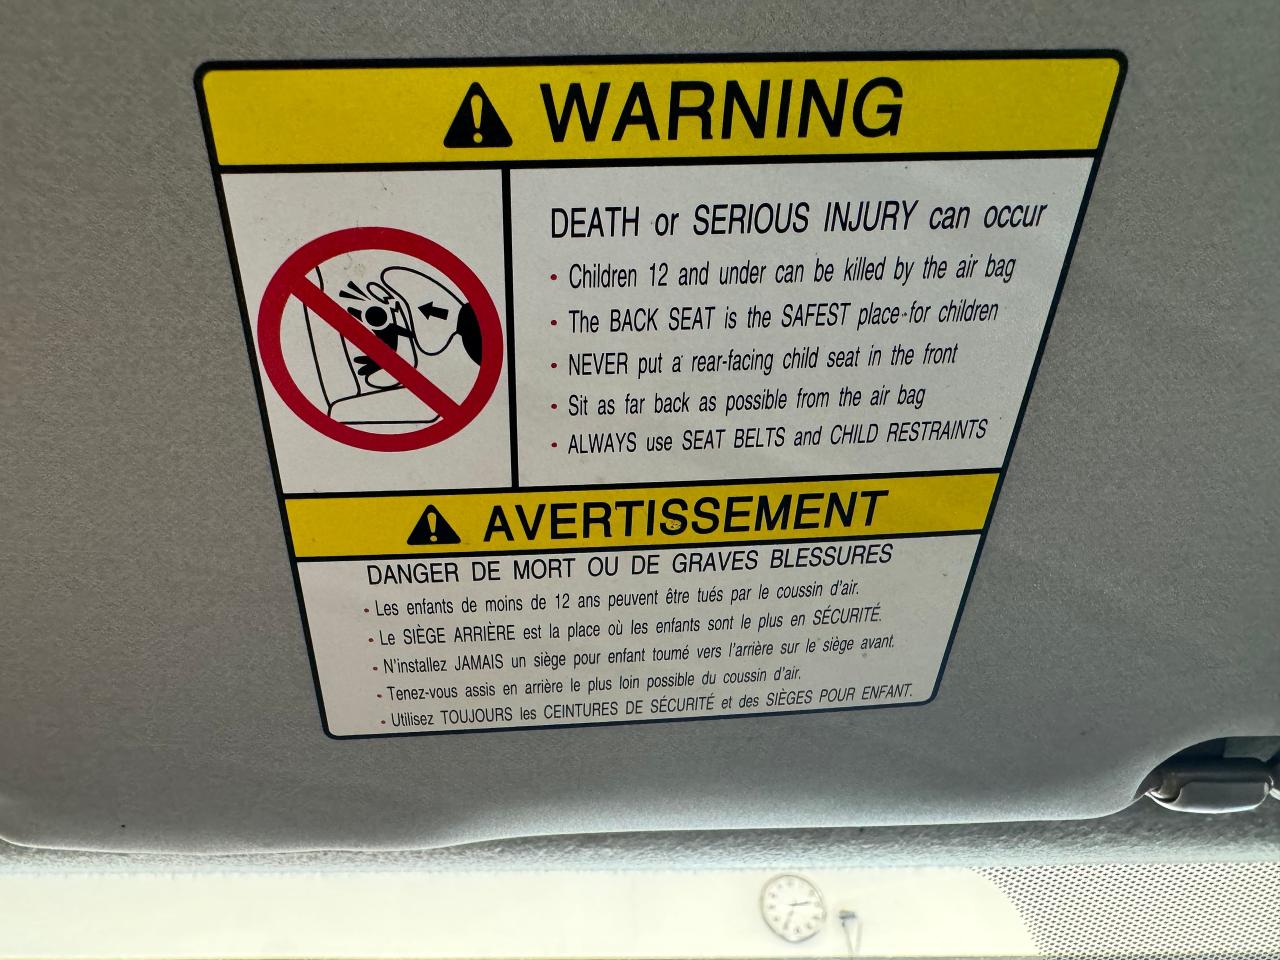 WARNING
DEATH or SERIOUS INJURY can occur
• Children 12 and under can be killed by the air bag
• The BACK SEAT is the SAFEST place for children
• NEVER put a rear-facing child seat in the front
• Sit as far back as possible from the air bag
• ALWAYS use SEAT BELTS and CHILD RESTRAINTS
AVERTISSEMENT
DANGER DE MORT OU DE GRAVES BLESSURES
• Les enfants de moins de 12 ans peuvent être tués par le coussin d'air.
• Le SIÈGE ARRIÈRE est la place où les enfants sont le plus en SÉCURITÉ.
• N'installez JAMAIS un siège pour enfant tourné vers l'arrière sur le siège avant.
• Tenez-vous assis en arrière le plus loin possible du coussin d'air.
• Utilisez TOUJOURS les CEINTURES DE SÉCURITÉ et des SIÈGES POUR ENFANT.